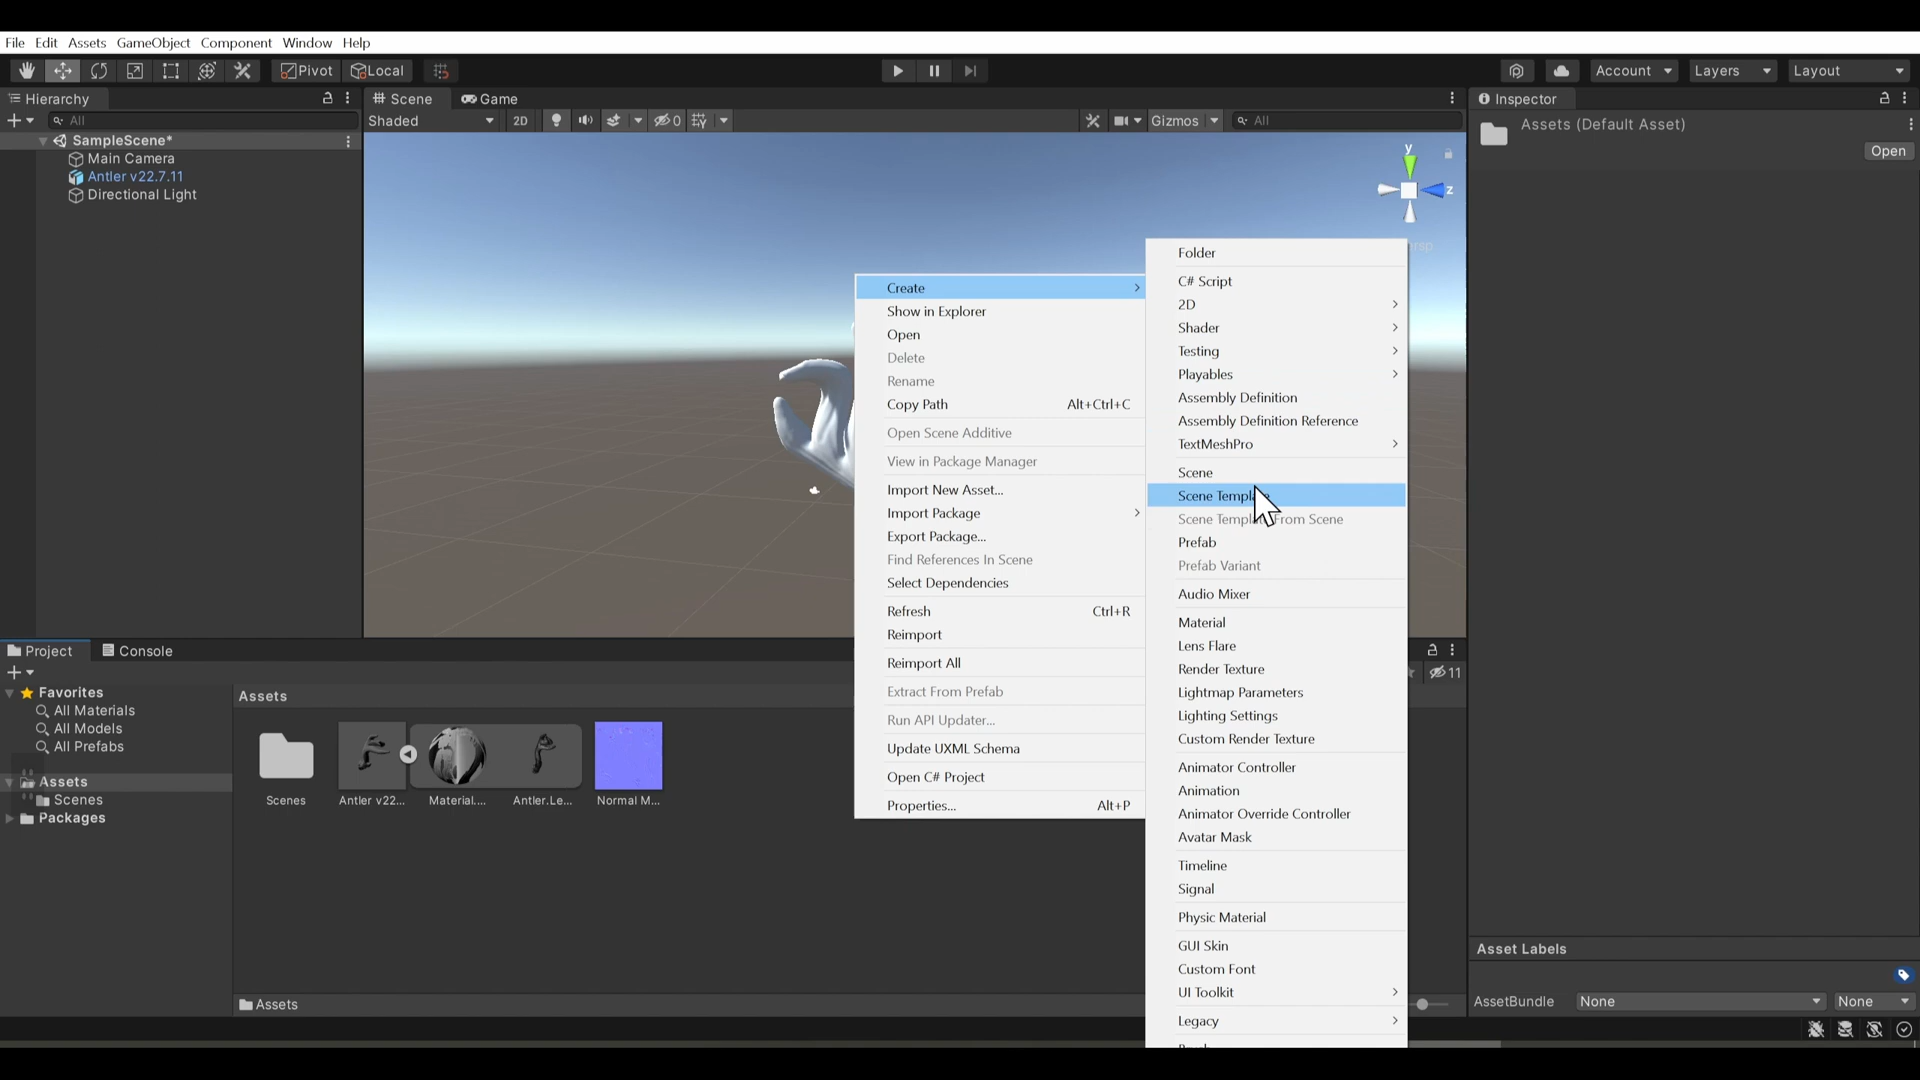 File Edit Assets GameObject Component Window Help
Pivot Local
Account Layers Layout
Hierarchy
All
SampleScene*
Main Camera
Antler v22.7.11
Directional Light
Scene Game
Shaded 2D 0 Gizmos All
y
z
Inspector
Assets (Default Asset)
Open
Create
Show in Explorer
Open
Delete
Rename
Copy Path Alt+Ctrl+C
Open Scene Additive
View in Package Manager
Import New Asset...
Import Package
Export Package...
Find References In Scene
Select Dependencies
Refresh Ctrl+R
Reimport
Reimport All
Extract From Prefab
Run API Updater...
Update UXML Schema
Open C# Project
Properties... Alt+P
Folder
C# Script
2D
Shader
Testing
Playables
Assembly Definition
Assembly Definition Reference
TextMeshPro
Scene
Scene
Scene From Scene
Prefab
Prefab Variant
Audio Mixer
Material
Lens Flare
Render Texture
Lightmap Parameters
Lighting Settings
Custom Render Texture
Animator Controller
Animation
Animator Override Controller
Avatar Mask
Timeline
Signal
Physic Material
GUI Skin
Custom Font
UI Toolkit
Legacy
Project Console
11
Favorites
All Materials
All Models
All Prefabs
Assets
Scenes
Packages
Assets
Scenes Antler v22... Material.... Antler.Le... Normal M...
Assets
Asset Labels
AssetBundle None None